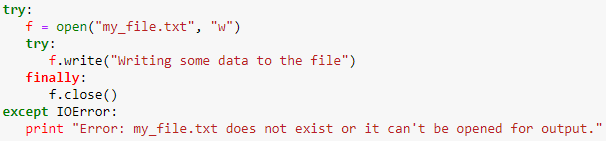 try:
   f = open("my_file.txt", "w")
   try:
      f.write("Writing some data to the file")
   finally:
      f.close()
except IOError:
   print "Error: my_file.txt does not exist or it can't be opened for output."